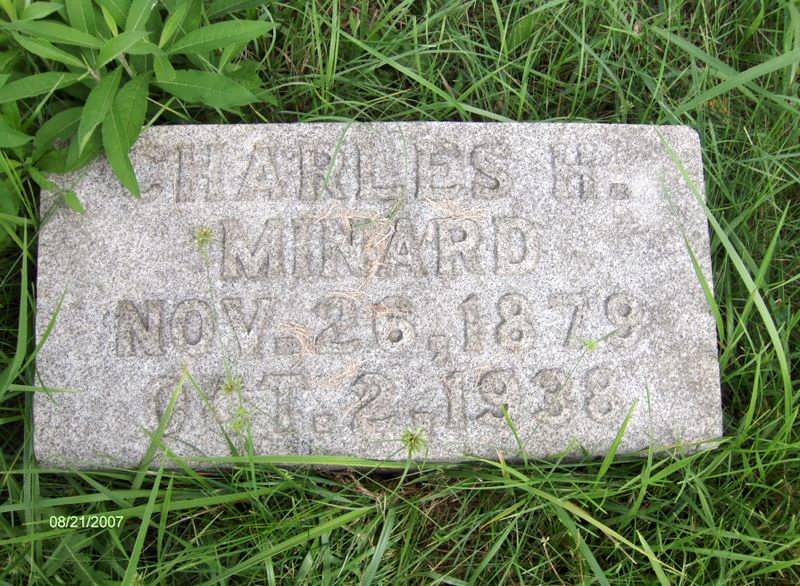 CHARLES H.
MINARD
NOV. 26, 1879
OCT. 2, 1938
08/21/2007